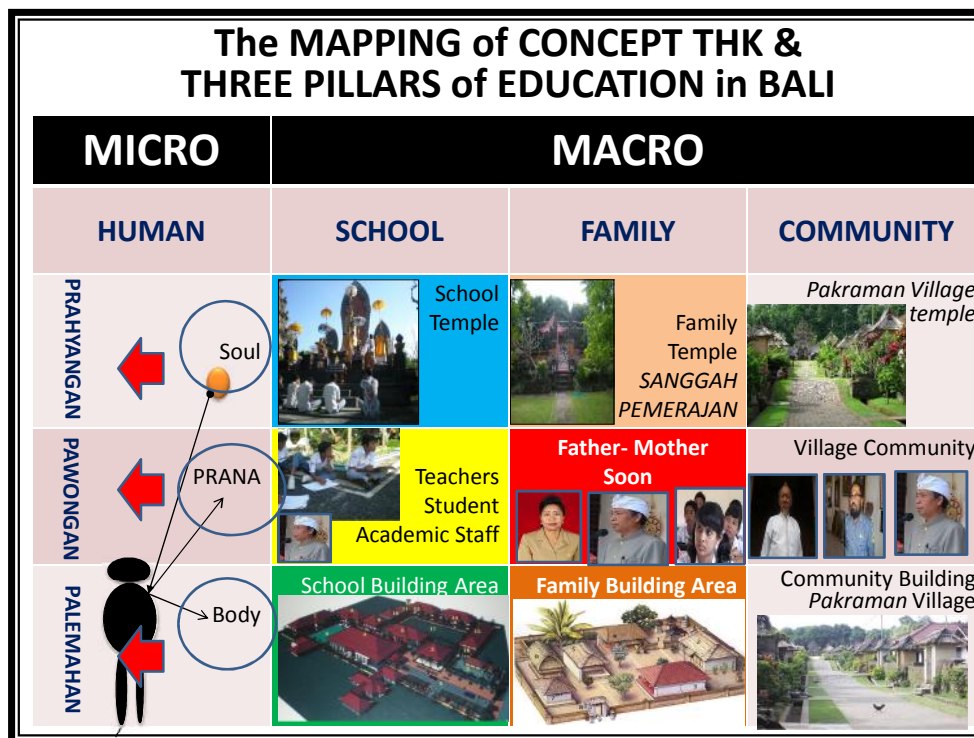 The MAPPING of CONCEPT THK &
THREE PILLARS of EDUCATION in BALI
MICRO
MACRO
HUMAN
SCHOOL
FAMILY
COMMUNITY
PRAHYANGAN
Soul
School
Temple
Family
Temple
SANGGAH
PEMERAJAN
Pakraman Village
temple
PAWONGAN
PRANA
Teachers
Student
Academic Staff
Father- Mother
Soon
Village Community
PALEMAHAN
Body
School Building Area
Family Building Area
Community Building
Pakraman Village